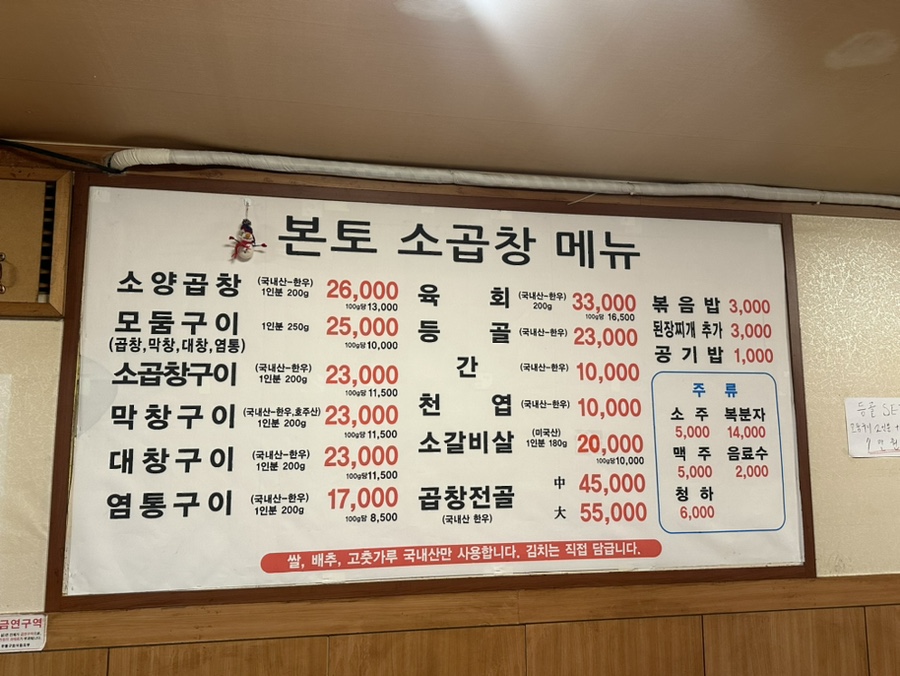 본토 소곱창 메뉴
소양곱창 (국내산-한우) 1인분 200g 26,000
100g당 13,000
모둠구이 1인분 250g 25,000
(곱창,막창,대창,염통) 100g당 10,000
소곱창구이 (국내산-한우) 1인분 200g 23,000
100g당 11,500
막창구이 (국내산-한우,호주산) 1인분 200g 23,000
100g당 11,500
대창구이 (국내산-한우) 1인분 200g 23,000
100g당 11,500
염통구이 (국내산-한우) 1인분 200g 17,000
100g당 8,500
육회 (국내산-한우) 200g 33,000
100g당 16,500
등골 (국내산-한우) 23,000
간 (국내산-한우) 10,000
천엽 (국내산-한우) 10,000
소갈비살 (미국산) 1인분 180g 20,000
100g당 10,000
곱창전골 中 45,000
(국내산 한우) 大 55,000
볶음밥 3,000
된장찌개 추가 3,000
공기밥 1,000
주류
소주 복분자
5,000 14,000
맥주 음료수
5,000 2,000
청하
6,000
쌀, 배추, 고춧가루 국내산만 사용합니다. 김치는 직접 담급니다.
등골 SE
금연구역